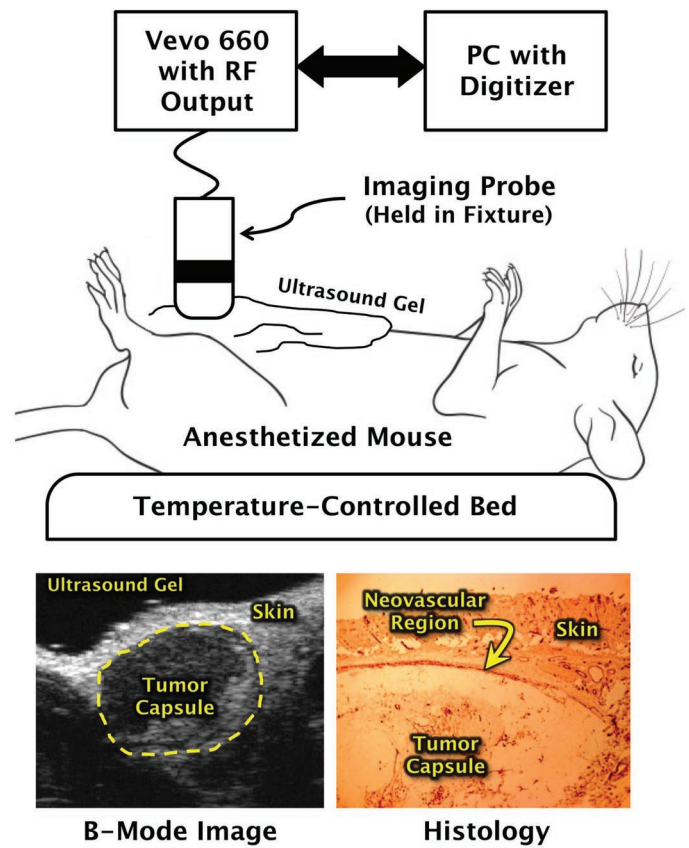 Vevo 660
with RF
Output
PC with
Digitizer
Imaging Probe
(Held in Fixture)
Ultrasound Gel
Anesthetized Mouse
Temperature-Controlled Bed
Ultrasound Gel
Skin
Tumor
Capsule
B-Mode Image
Neovascular
Region
Skin
Tumor
Capsule
Histology